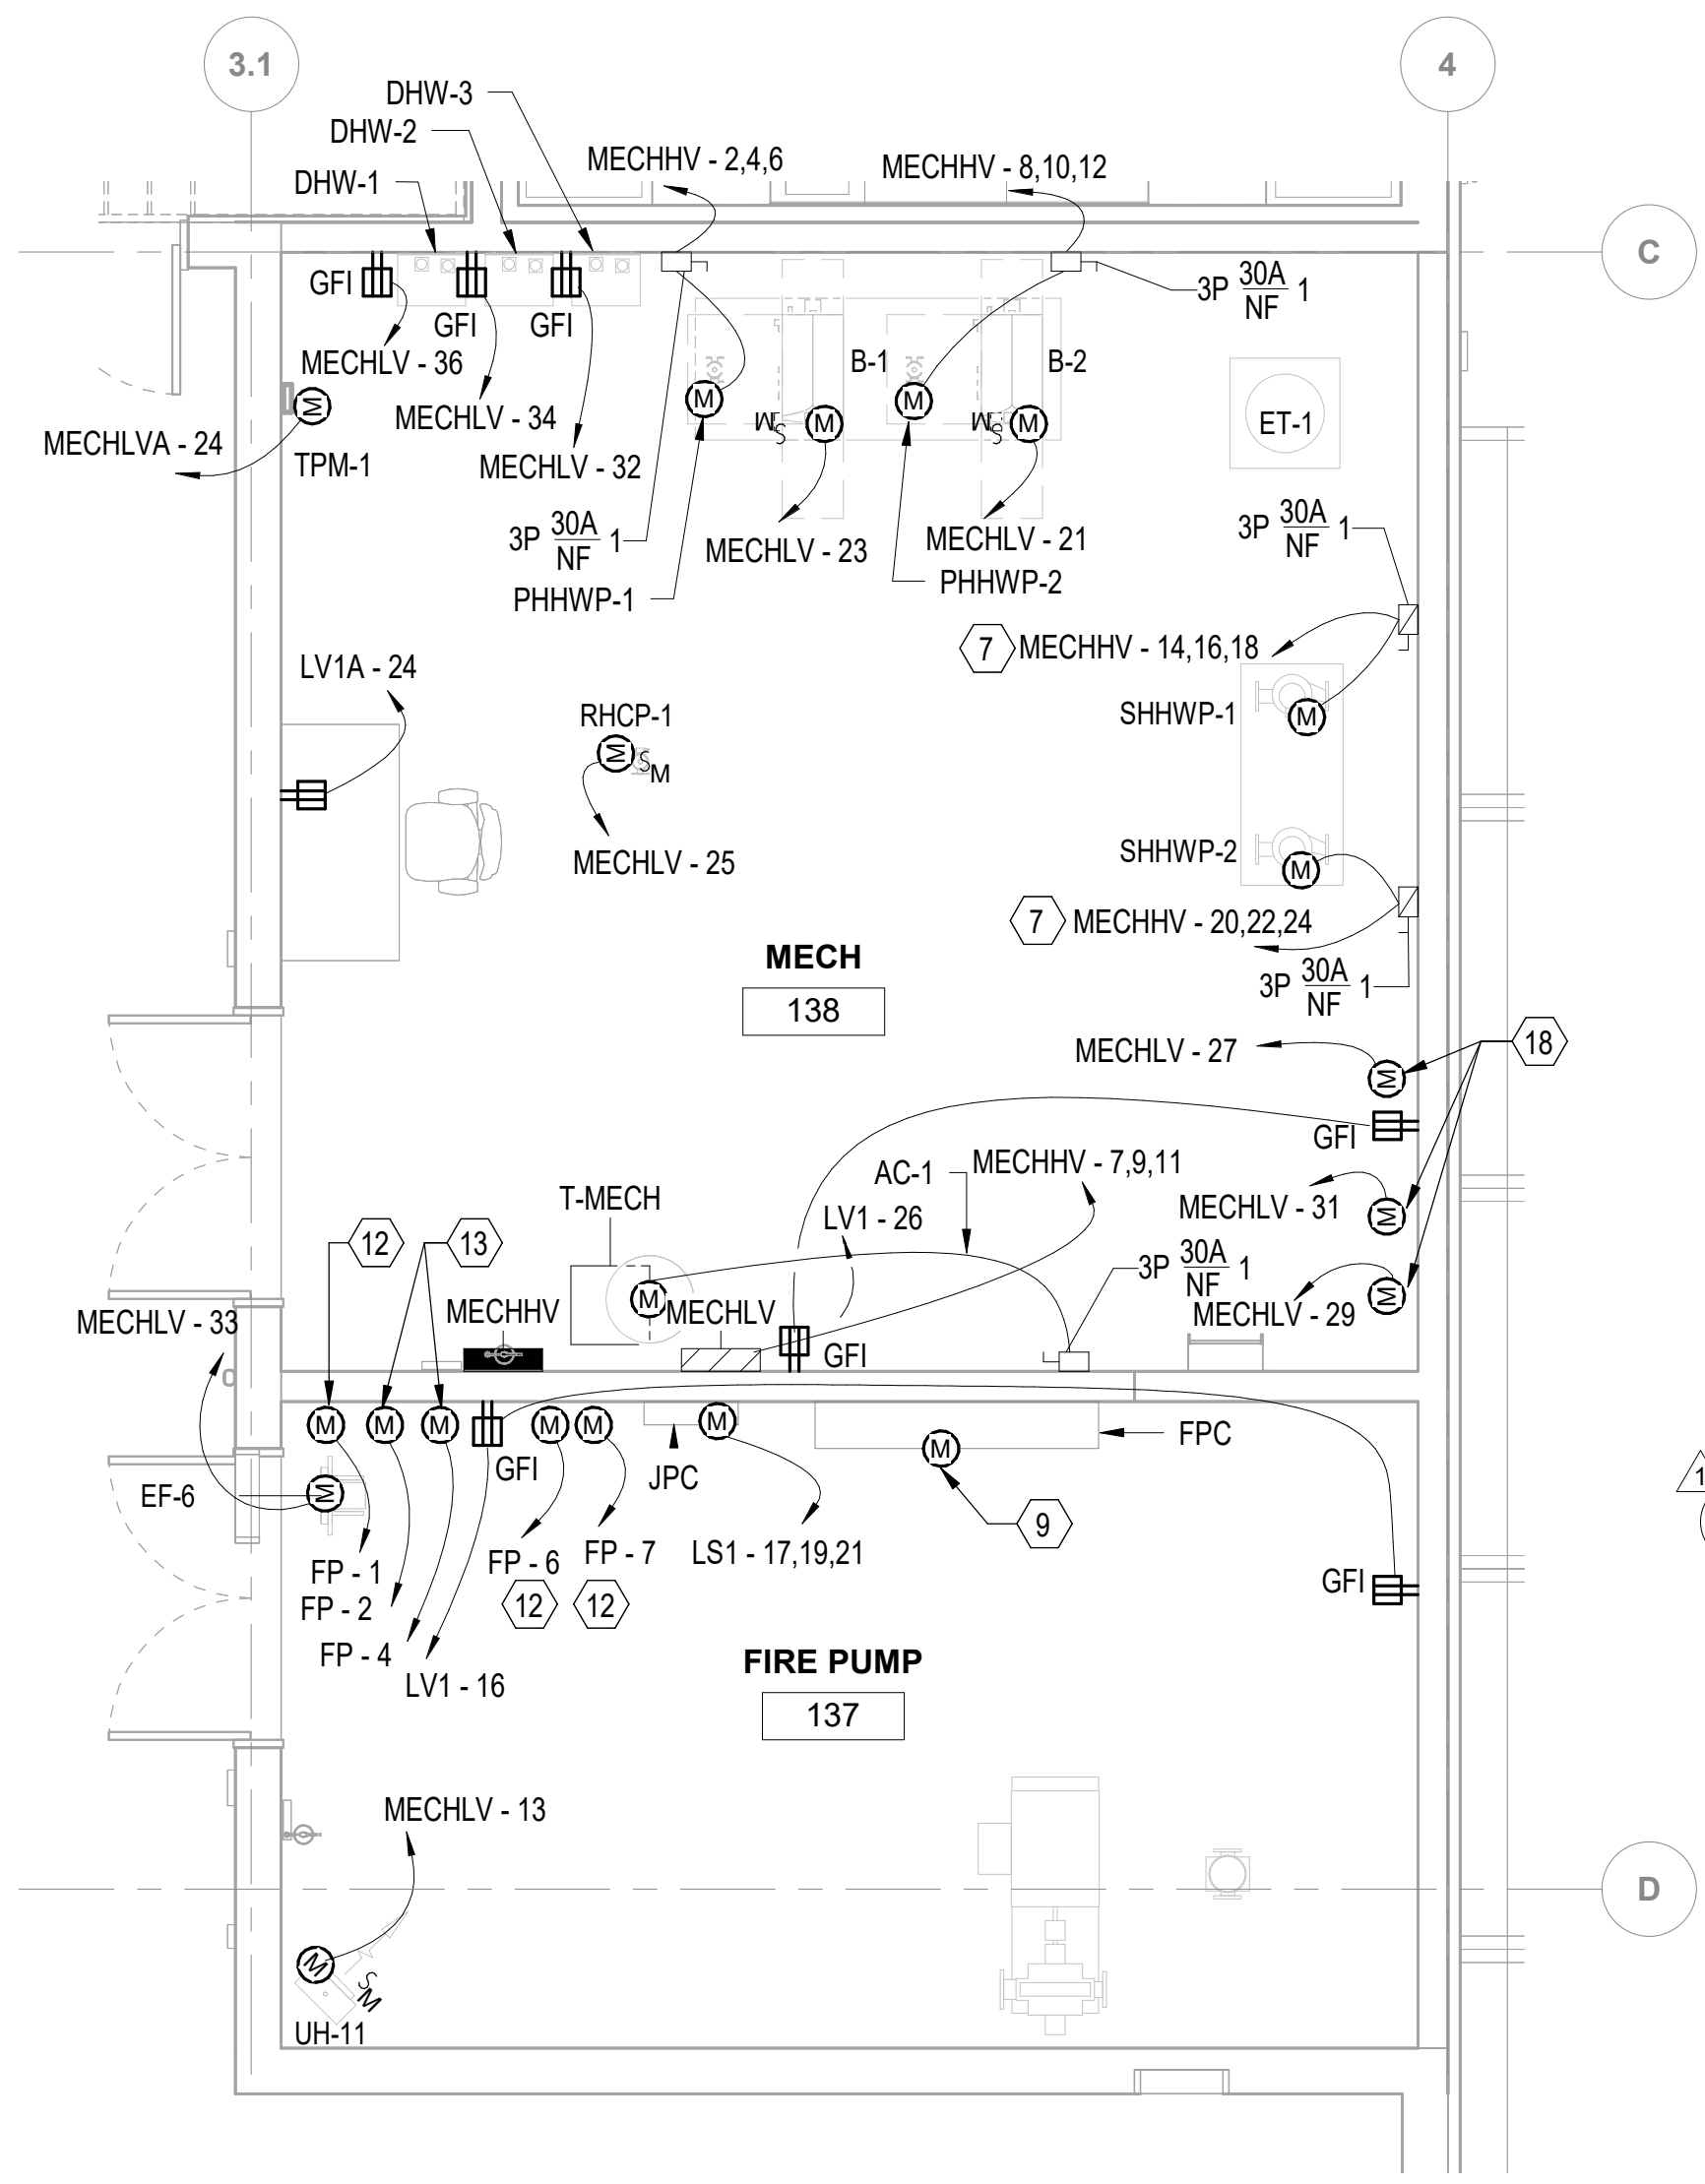 3.1
4
DHW-3
DHW-2
DHW-1
MECHHV - 2,4,6
MECHHV - 8,10,12
C
GFI
GFI
GFI
3P 30A/NF 1
MECHLV - 36
B-1
B-2
M
M
M
SM
M
SM
M
ET-1
MECHLV - 34
MECHLVA - 24
TPM-1
MECHLV - 32
3P 30A/NF 1
MECHLV - 23
MECHLV - 21
3P 30A/NF 1
PHHWP-1
PHHWP-2
7
MECHHV - 14,16,18
LV1A - 24
RHCP-1
SHHWP-1
M
M
SM
SHHWP-2
MECHLV - 25
M
7
MECHHV - 20,22,24
MECH
138
3P 30A/NF 1
MECHLV - 27
18
M
GFI
AC-1
MECHHV - 7,9,11
T-MECH
MECHLV - 31
M
12
13
LV1 - 26
3P 30A/NF 1
MECHHV
M
MECHLV
MECHLV - 29
M
MECHLV - 33
GFI
M
M
M
M
M
M
FPC
GFI
JPC
M
EF-6
M
9
FP - 1
FP - 6
FP - 7
LS1 - 17,19,21
GFI
FP - 2
12
12
FP - 4
LV1 - 16
FIRE PUMP
137
1
MECHLV - 13
D
M
SM
UH-11